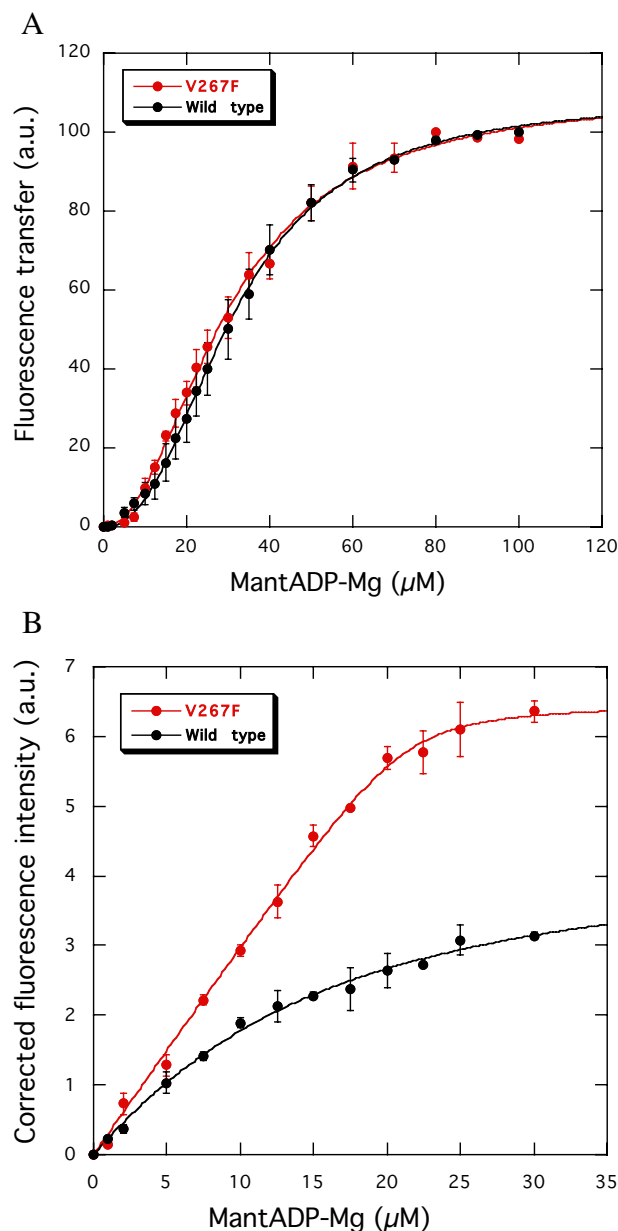 A
120
100
80
60
40
20
0
Fluorescence transfer (a.u.)
V267F
Wild type
0 20 40 60 80 100 120
MantADP-Mg (µM)
B
7
6
5
4
3
2
1
0
Corrected fluorescence intensity (a.u.)
V267F
Wild type
0 5 10 15 20 25 30 35
MantADP-Mg (µM)